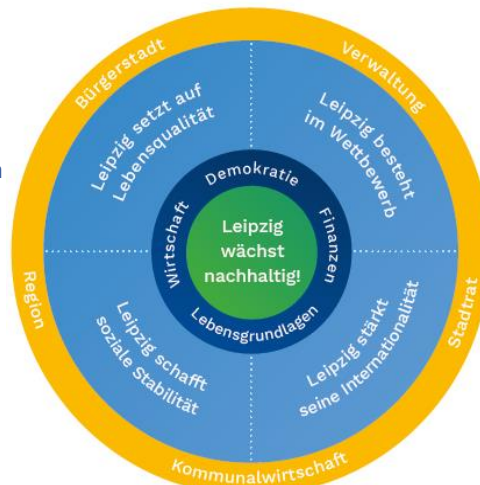 Bürgerstadt
Verwaltung
Leipzig setzt auf
Lebensqualität
Leipzig besteht
im Wettbewerb
Demokratie
Wirtschaft
Finanzen
Leipzig
wächst
nachhaltig!
Lebensgrundlagen
Region
Stadtrat
Leipzig schafft
soziale Stabilität
Leipzig stärkt
seine Internationalität
Kommunalwirtschaft